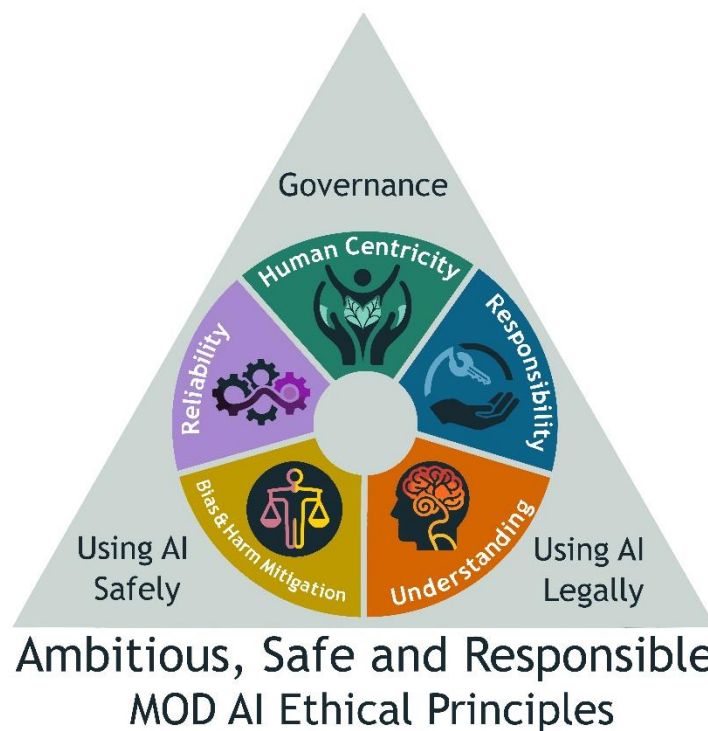 Governance
Human Centricity
Responsibility
Reliability
Bias&Harm Mitigation
Understanding
Using AI
Safely
Using AI
Legally
Ambitious, Safe and Responsible
MOD AI Ethical Principles